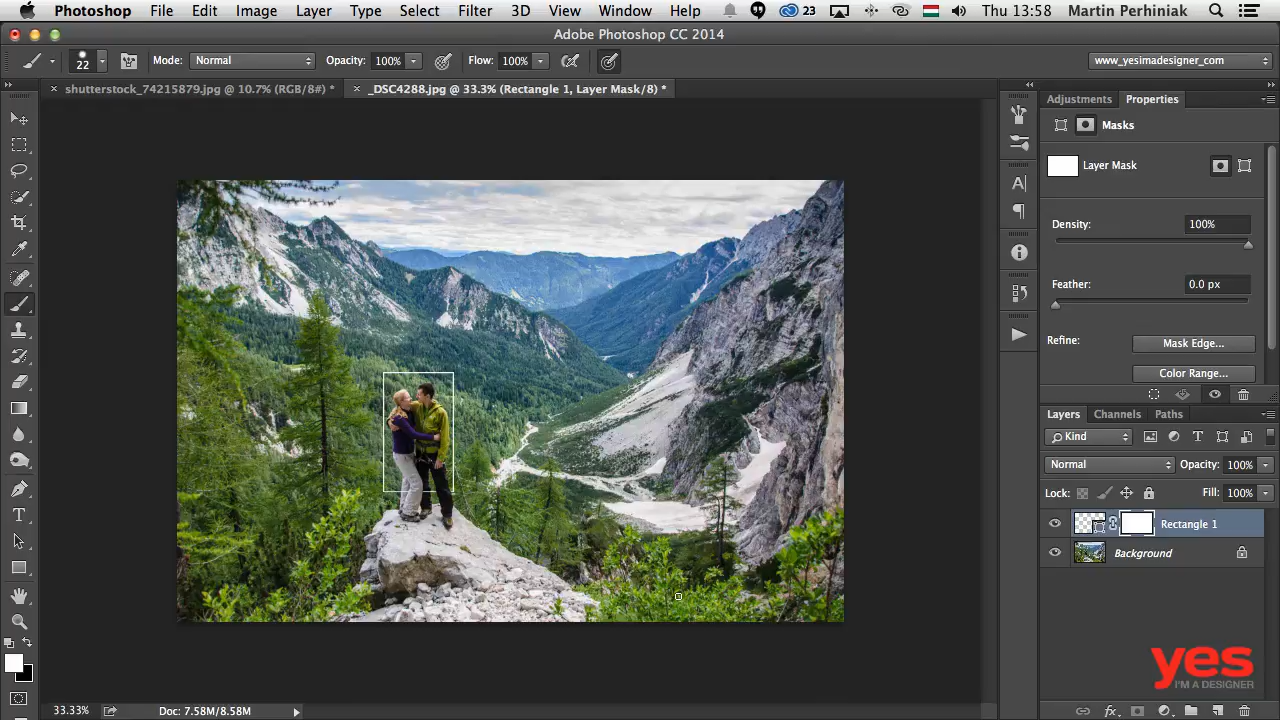 Photoshop File Edit Image Layer Type Select Filter 3D View Window Help 23 Thu 13:58 Martin Perhiniak
Adobe Photoshop CC 2014
22 Mode: Normal Opacity: 100% Flow: 100% www.yesimadesigner.com
shutterstock_74215879.jpg @ 10.7% (RGB/8#) * _DSC4288.jpg @ 33.3% (Rectangle 1, Layer Mask/8) *
Adjustments Properties
Masks
Layer Mask
Density: 100%
Feather: 0.0 px
Refine: Mask Edge...
Color Range...
Layers Channels Paths
Kind
Normal Opacity: 100%
Lock: Fill: 100%
Rectangle 1
Background
yes
I'M A DESIGNER
33.33% Doc: 7.58M/8.58M